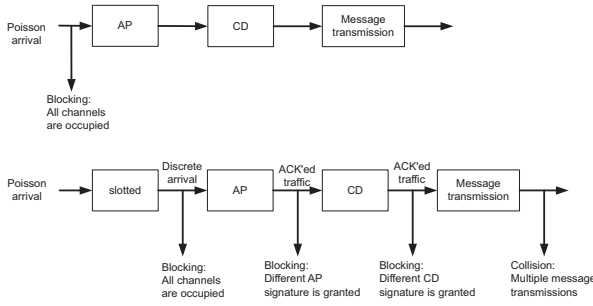 Poisson
arrival
AP
CD
Message
transmission
Blocking:
All channels
are occupied
Poisson
arrival
slotted
Discrete
arrival
AP
ACK'ed
traffic
CD
ACK'ed
traffic
Message
transmission
Blocking:
All channels
are occupied
Blocking:
Different AP
signature is granted
Blocking:
Different CD
signature is granted
Collision:
Multiple message
transmissions